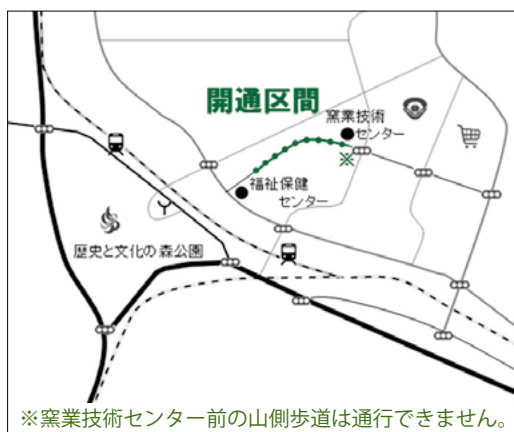 開通区間
窯業技術
センター
※
福祉保健
センター
歴史と文化の森公園
※窯業技術センター前の山側歩道は通行できません。